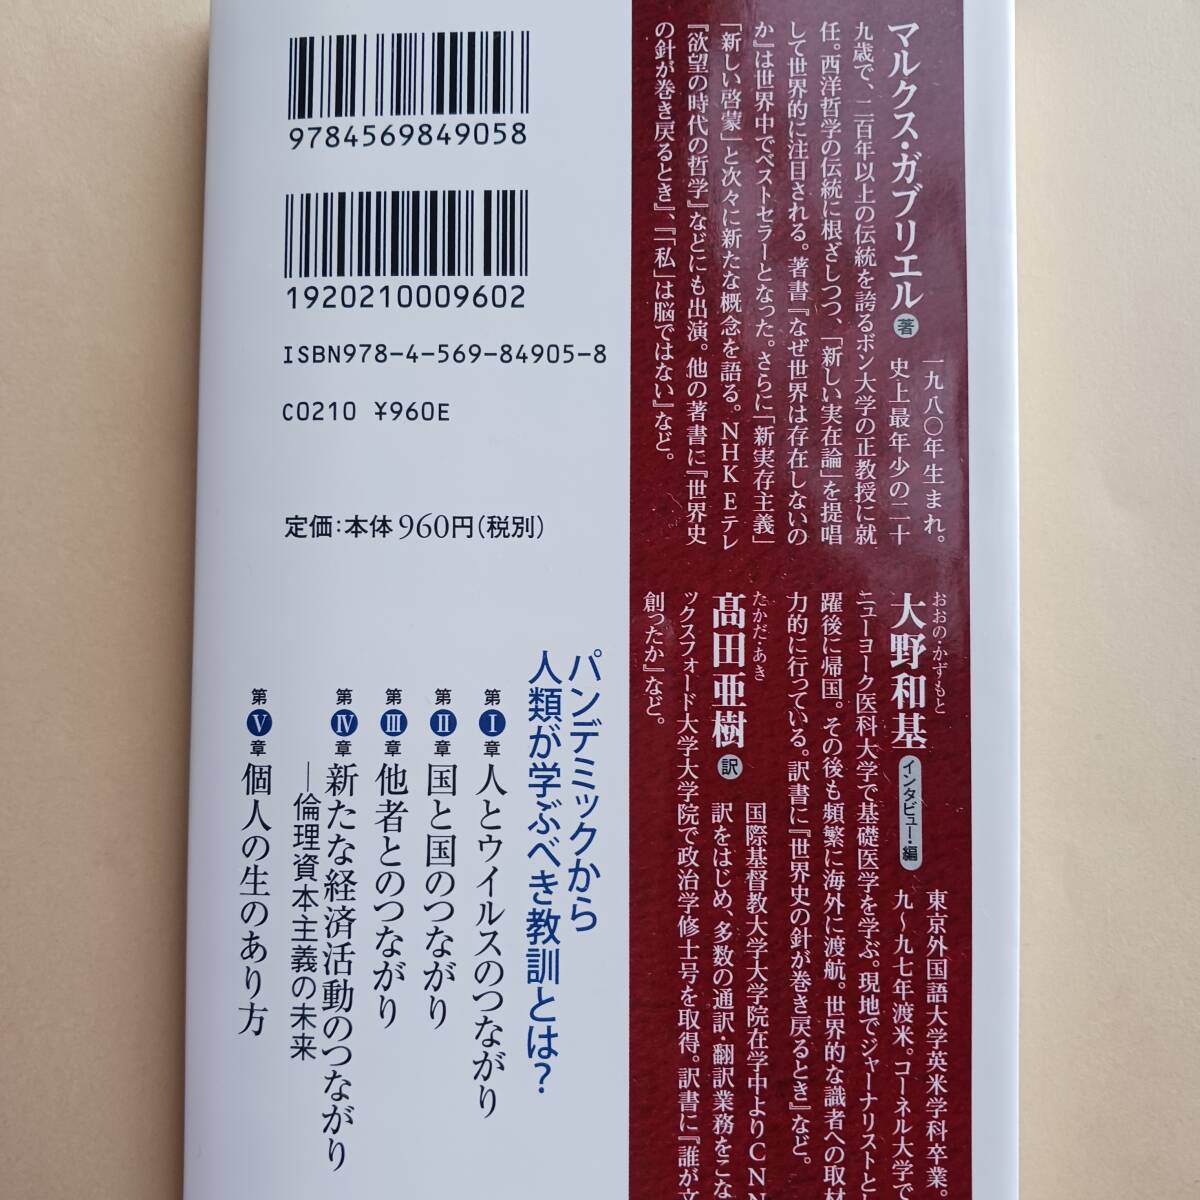 9784569849058
1920210009602
ISBN978-4-569-84905-8
C0210 ¥960E
定価:本体960円(税別)
パンデミックから
人類が学ぶべき教訓とは?
第Ⅰ章 人とウイルスのつながり
第Ⅱ章 国と国のつながり
第Ⅲ章 他者とのつながり
第Ⅳ章 新たな経済活動のつながり
―倫理資本主義の未来
第Ⅴ章 個人の生のあり方
マルクス・ガブリエル 著
一九八〇年生まれ。
史上最年少の二十
九歳で、二百年以上の伝統を誇るボン大学の正教授に就
任。西洋哲学の伝統に根ざしつつ、「新しい実在論」を提唱
して世界的に注目される。著書『なぜ世界は存在しないの
か』は世界中でベストセラーとなった。さらに「新実存主義」
「新しい啓蒙」と次々に新たな概念を語る。NHK Eテレ
『欲望の時代の哲学』などにも出演。他の著書に『世界史
の針が巻き戻るとき』、『「私」は脳ではない』など。
おおの・かずもと
大野和基 インタビュー・編
東京外国語大学英米学科卒業。
九〜九七年渡米。コーネル大学で
ニューヨーク医科大学で基礎医学を学ぶ。現地でジャーナリストとし
躍後に帰国。その後も頻繁に海外に渡航。世界的な識者への取材
力的に行っている。訳書に『世界史の針が巻き戻るとき』など。
たかだ・あき
髙田亜樹 訳
国際基督教大学大学院在学中よりCNN
訳をはじめ、多数の通訳・翻訳業務をこな
ックスフォード大学大学院で政治学修士号を取得。訳書に『誰が文
創ったか』など。